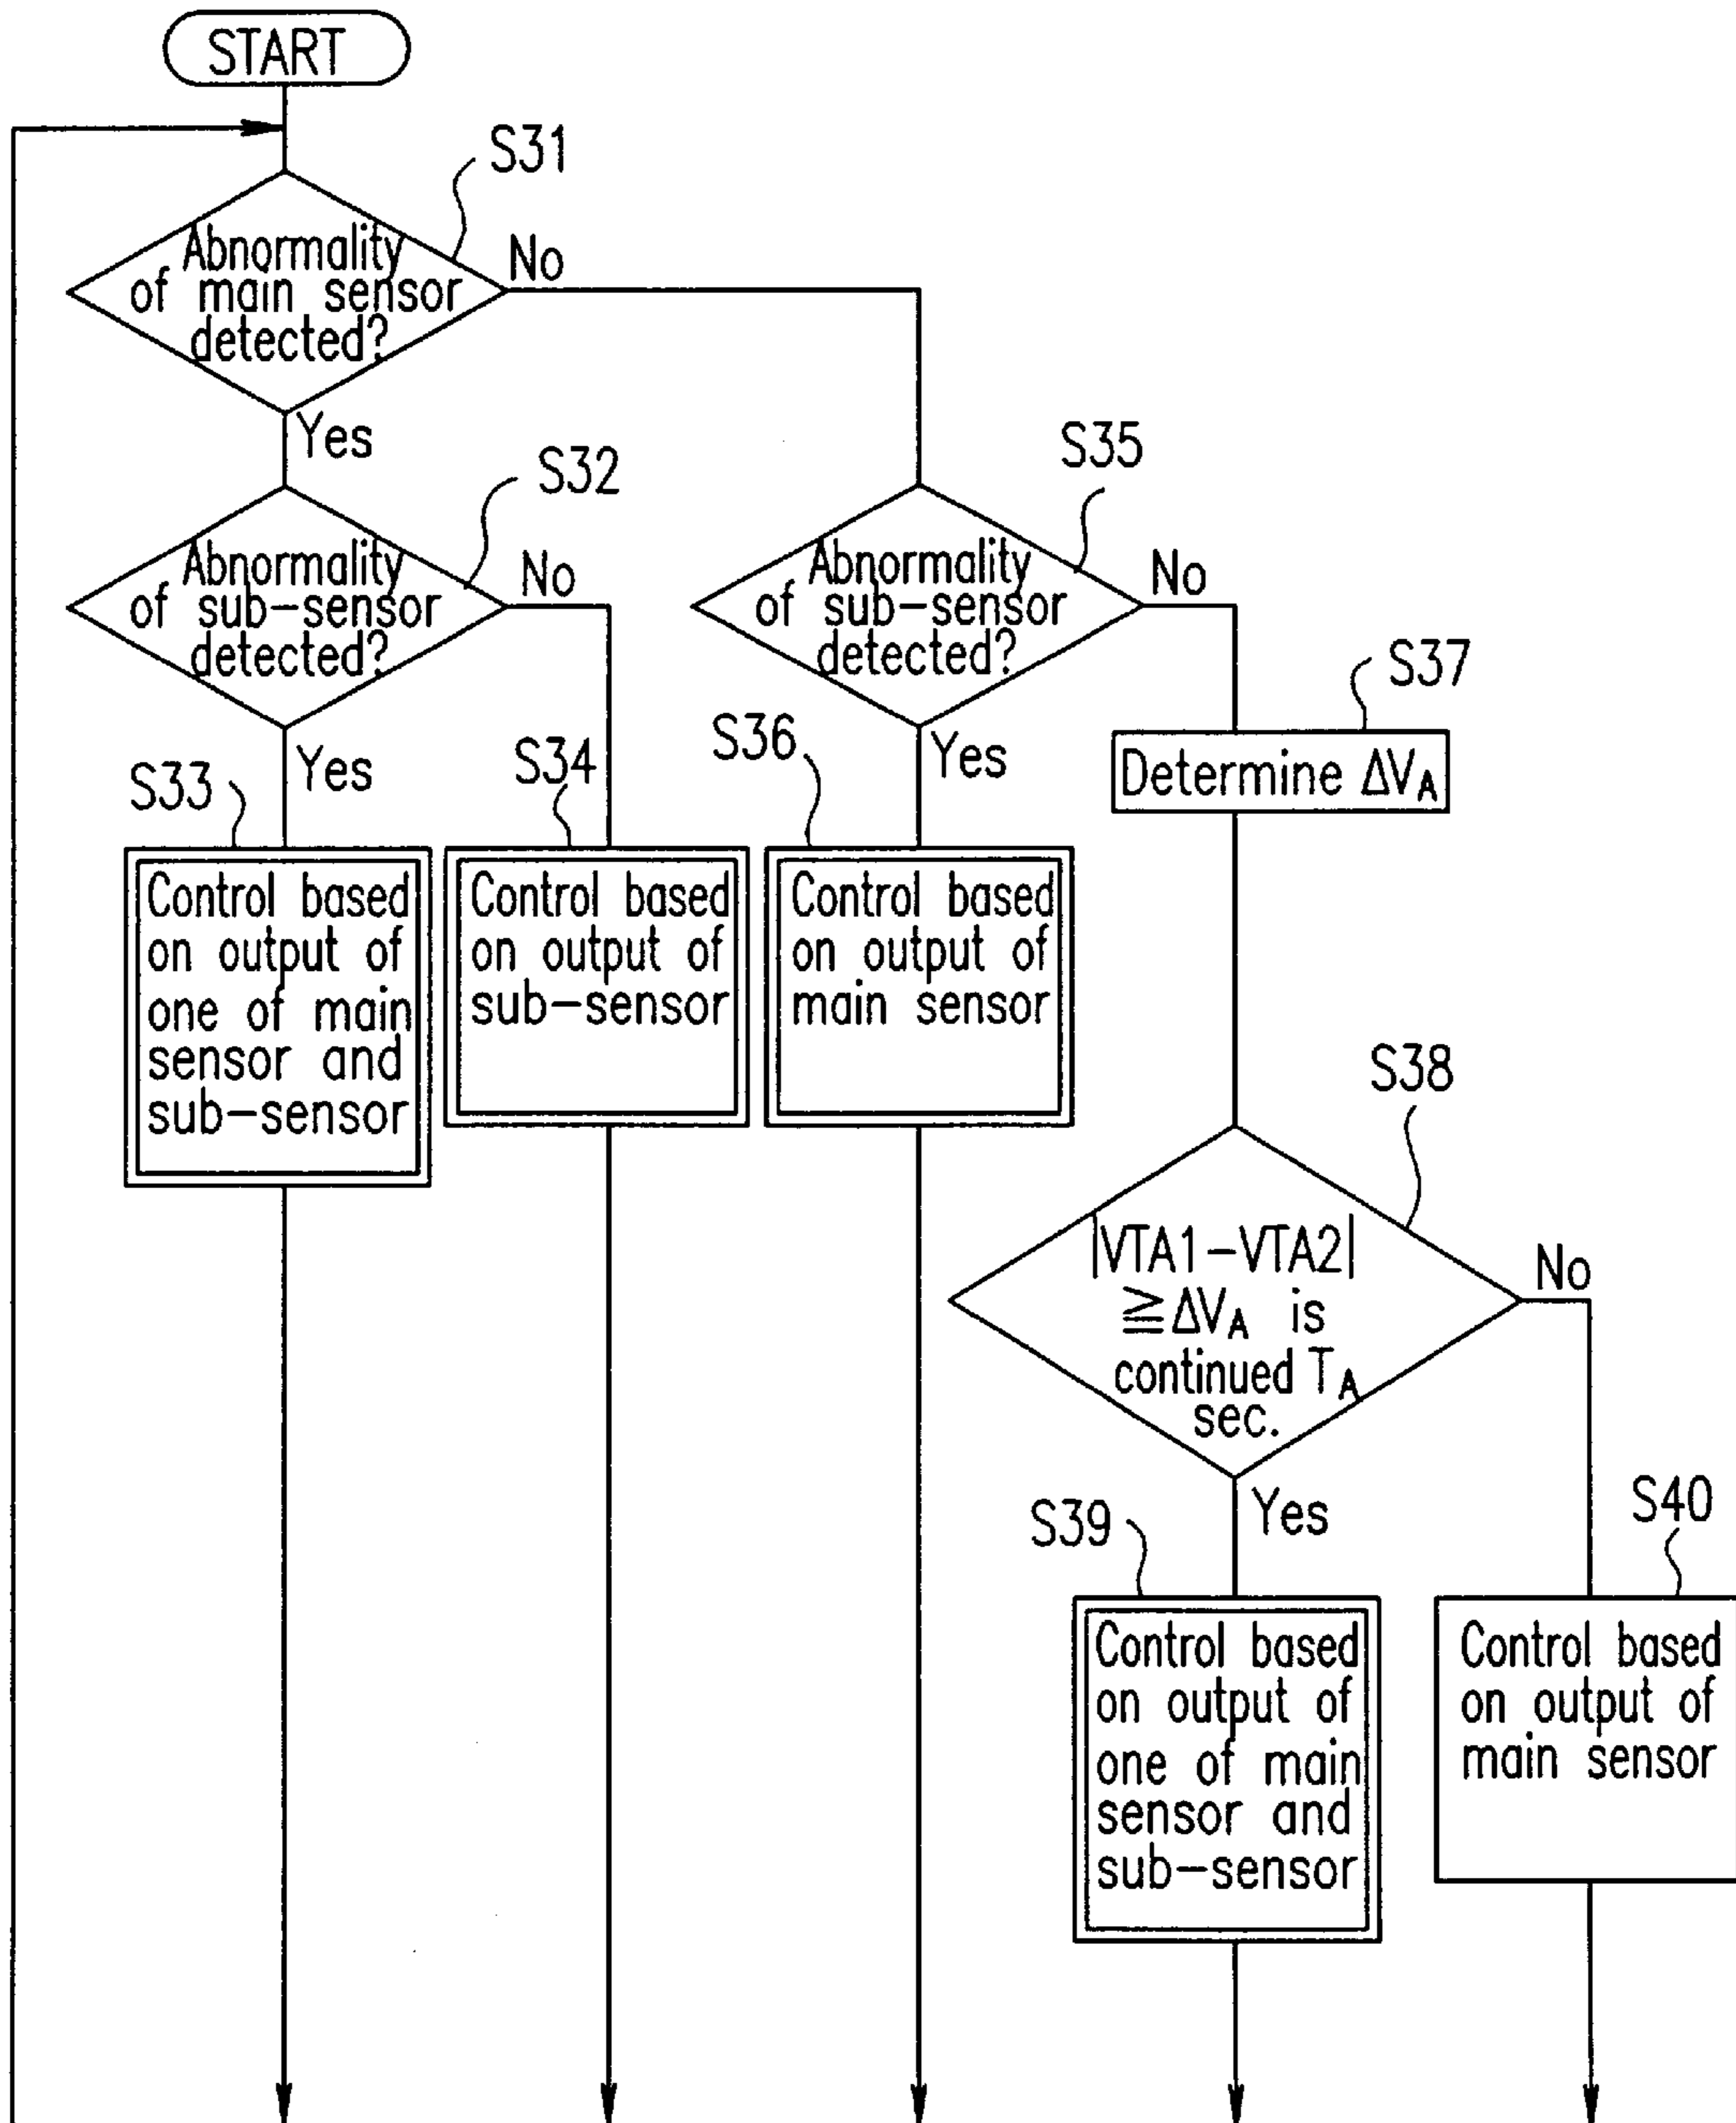 START
S31
Abnormality
of main sensor
detected?
No
Yes
S32
Abnormality
of sub-sensor
detected?
No
Yes
S35
Abnormality
of sub-sensor
detected?
No
Yes
S37
Determine ΔVA
S33
Control based
on output of
one of main
sensor and
sub-sensor
S34
Control based
on output of
sub-sensor
S36
Control based
on output of
main sensor
S38
|VTA1-VTA2|
≧ΔVA is
continued TA
sec.
No
Yes
S39
Control based
on output of
one of main
sensor and
sub-sensor
S40
Control based
on output of
main sensor